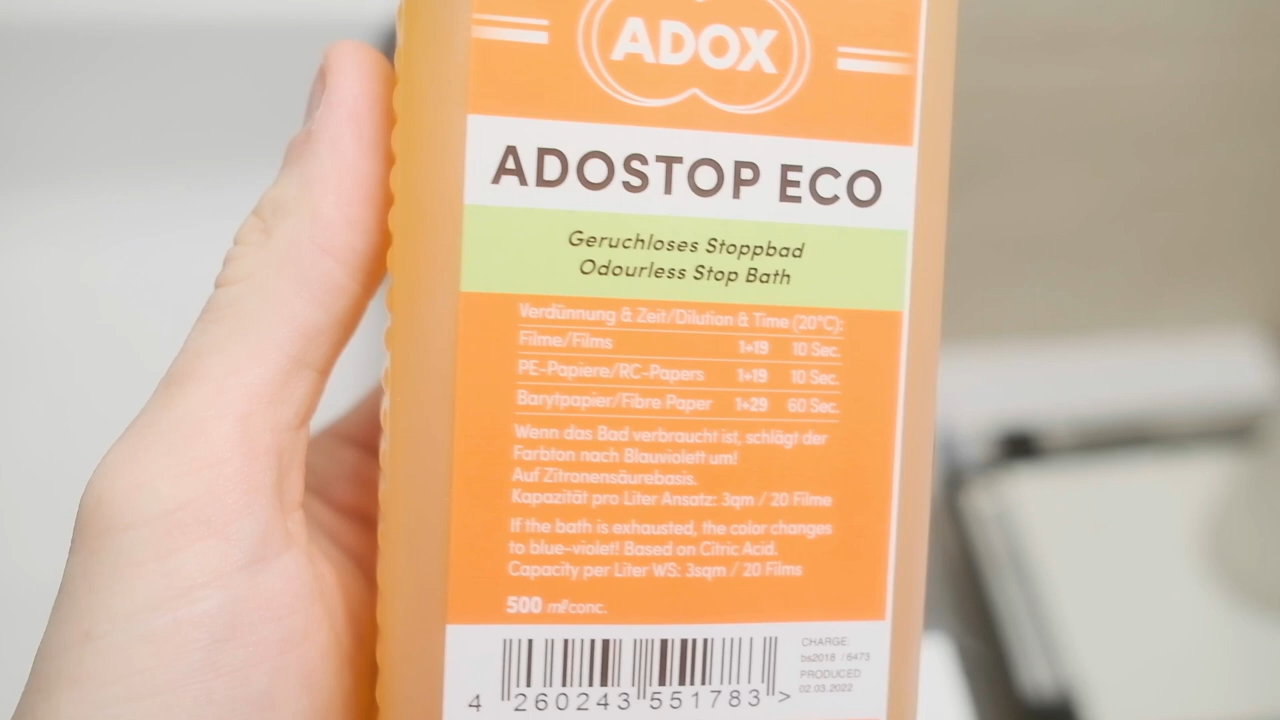 ADOX
ADOSTOP ECO
Geruchloses Stoppbad
Odourless Stop Bath
Verdünnung & Zeit/Dilution & Time (20°C):
Filme/Films 1+19 10 Sec.
PE-Papiere/RC-Papers 1+19 10 Sec.
Barytpapier/Fibre Paper 1+29 60 Sec.
Wenn das Bad verbraucht ist, schlägt der
Farbton nach Blauviolett um!
Auf Zitronensäurebasis.
Kapazität pro Liter Ansatz: 3qm / 20 Filme
If the bath is exhausted, the color changes
to blue-violet! Based on Citric Acid.
Capacity per Liter WS: 3sqm / 20 Films
500 ml conc.
CHARGE:
bs2018 / 6473
PRODUCED
02.03.2022
4 260243 551783 >